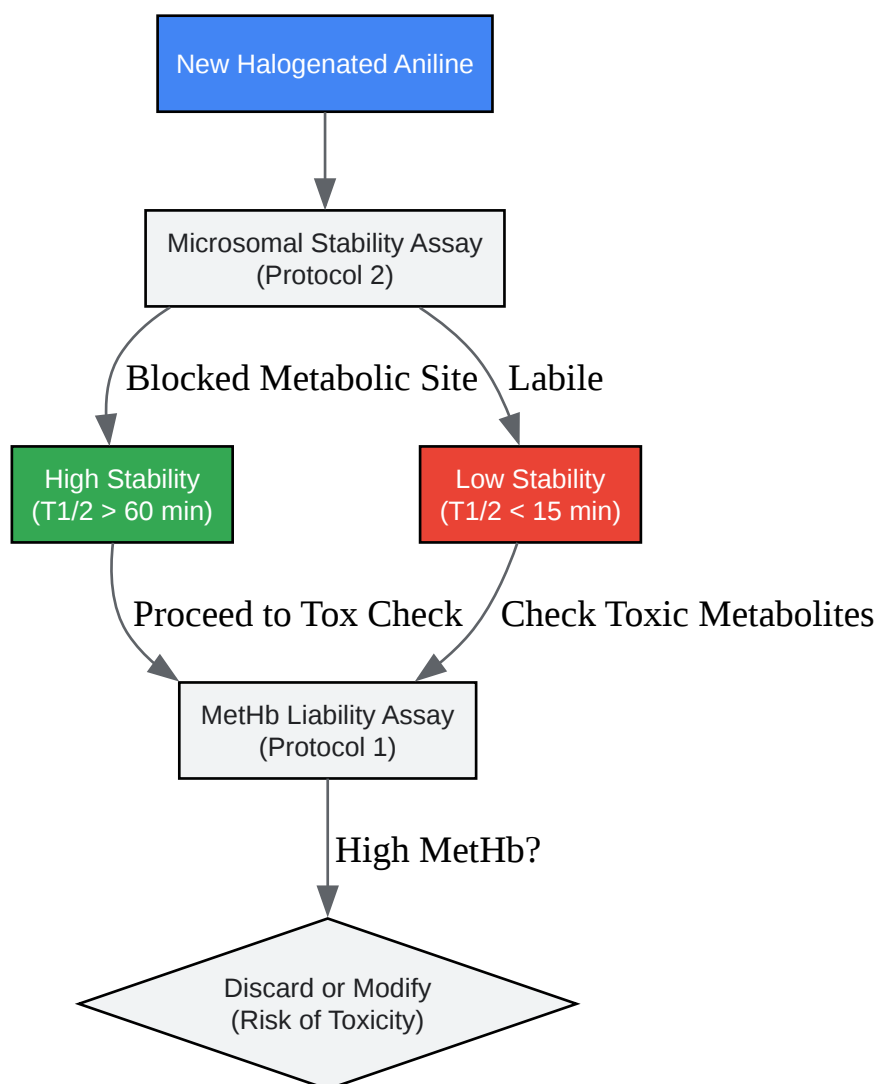 New Halogenated Aniline
Microsomal Stability Assay
(Protocol 2)
Blocked Metabolic Site
Labile
High Stability
(T1/2 > 60 min)
Low Stability
(T1/2 < 15 min)
Proceed to Tox Check
Check Toxic Metabolites
MetHb Liability Assay
(Protocol 1)
High MetHb?
Discard or Modify
(Risk of Toxicity)